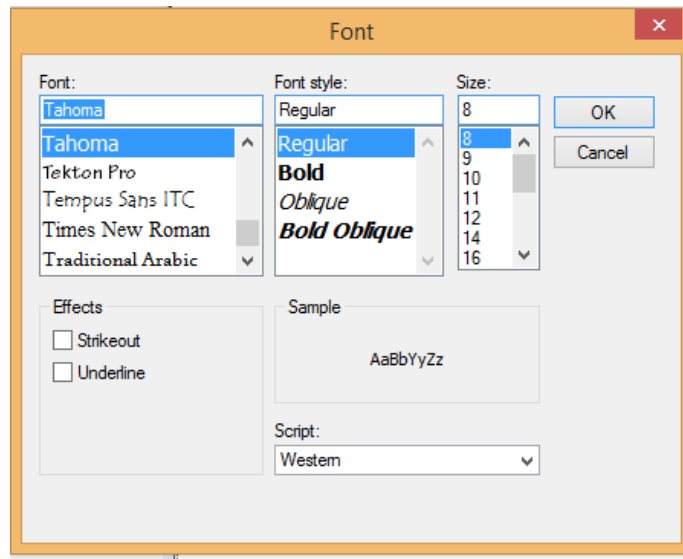 Font
Font:
Tahoma
Tahoma
Tekton Pro
Tempus Sans ITC
Times New Roman
Traditional Arabic
Font style:
Regular
Regular
Bold
Oblique
Bold Oblique
Size:
8
8
9
10
11
12
14
16
OK
Cancel
Effects
Strikeout
Underline
Sample
AaBbYyZz
Script:
Western